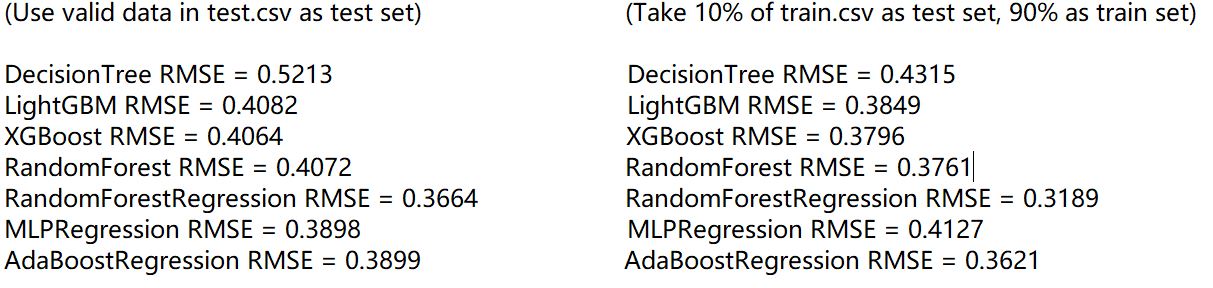 (Use valid data in test.csv as test set)
DecisionTree RMSE = 0.5213
LightGBM RMSE = 0.4082
XGBoost RMSE = 0.4064
RandomForest RMSE = 0.4072
RandomForestRegression RMSE = 0.3664
MLPRegression RMSE = 0.3898
AdaBoostRegression RMSE = 0.3899
(Take 10% of train.csv as test set, 90% as train set)
DecisionTree RMSE = 0.4315
LightGBM RMSE = 0.3849
XGBoost RMSE = 0.3796
RandomForest RMSE = 0.3761
RandomForestRegression RMSE = 0.3189
MLPRegression RMSE = 0.4127
AdaBoostRegression RMSE = 0.3621